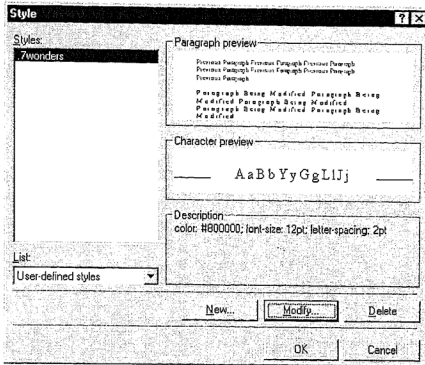 Style
Styles:
.7wonders
List:
User-defined styles
Paragraph preview
Previous Paragraph Previous Paragraph Previous Paragraph
Previous Paragraph Previous Paragraph Previous Paragraph
Previous Paragraph
Paragraph Being Modified Paragraph Being
Modified Paragraph Being Modified
Paragraph Being Modified Paragraph Being
Modified
Character preview
AaBbYyGgLlJj
Description
color: #800000; font-size: 12pt; letter-spacing: 2pt
New...
Modify...
Delete
OK
Cancel